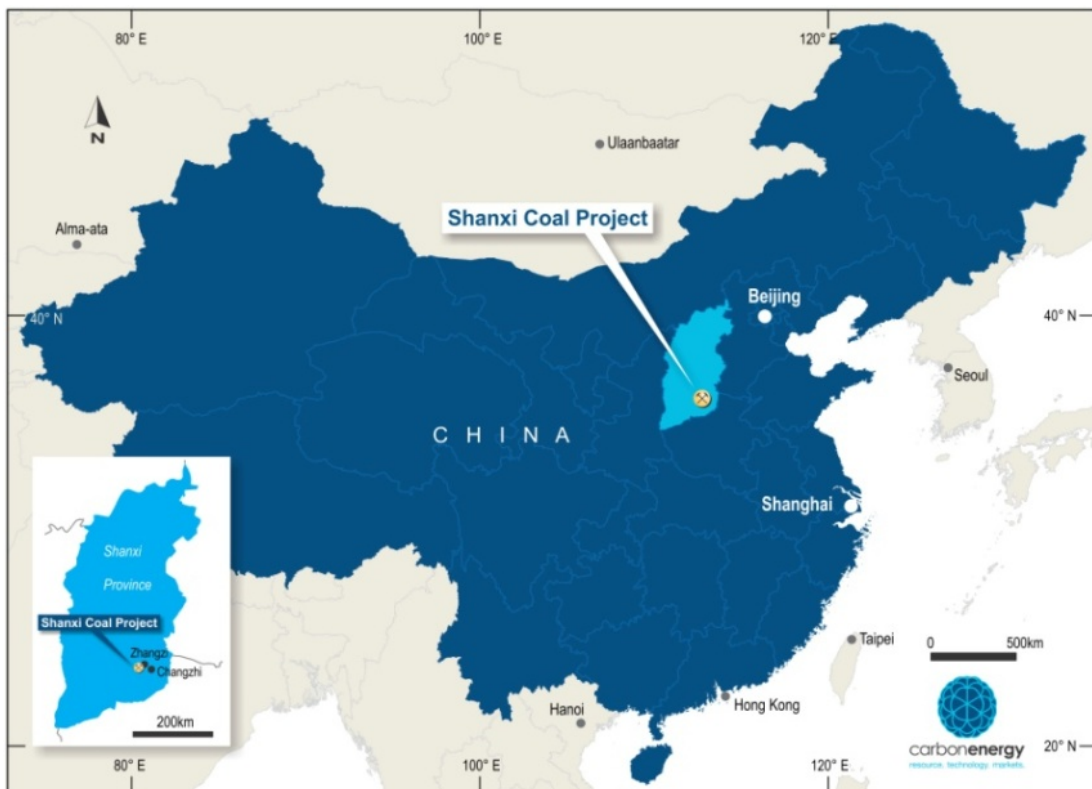 80° E
100° E
120° E
N
Ulaanbaatar
Shanxi Coal Project
Alma-ata
Beijing
40° N
40° N
Seoul
C H I N A
Shanghai
Shanxi
Province
Shanxi Coal Project
Zhangzi
Changzhi
200km
Taipei
0 500km
Hanoi
Hong Kong
carbonenergy
resource. technology. markets.
20° N
80° E
100° E
120° E